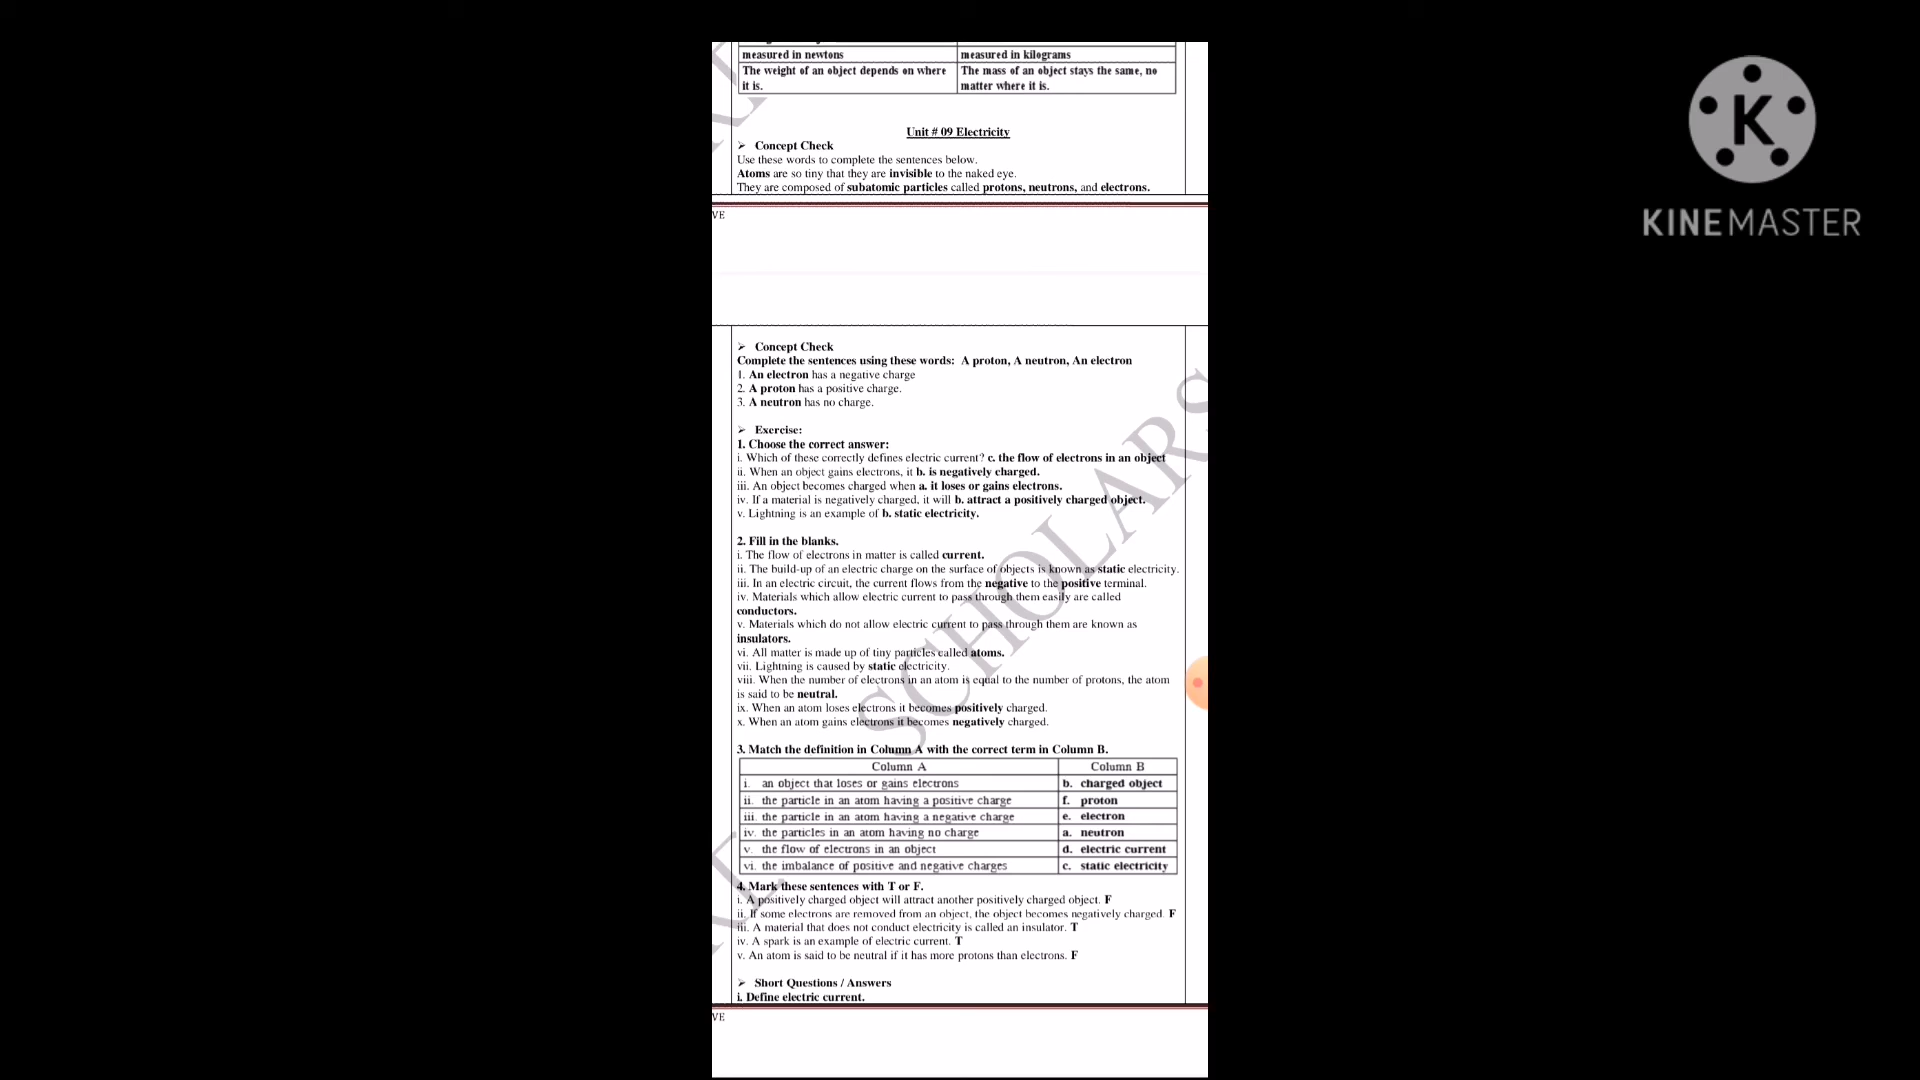 measured in newtons measured in kilograms
The weight of an object depends on where The mass of an object stays the same, no
it is. matter where it is.
Unit # 09 Electricity
➢ Concept Check
Use these words to complete the sentences below.
Atoms are so tiny that they are invisible to the naked eye.
They are composed of subatomic particles called protons, neutrons, and electrons.
VE
➢ Concept Check
Complete the sentences using these words: A proton, A neutron, An electron
1. An electron has a negative charge
2. A proton has a positive charge.
3. A neutron has no charge.
➢ Exercise:
1. Choose the correct answer:
i. Which of these correctly defines electric current? c. the flow of electrons in an object
ii. When an object gains electrons, it b. is negatively charged.
iii. An object becomes charged when a. it loses or gains electrons.
iv. If a material is negatively charged, it will b. attract a positively charged object.
v. Lightning is an example of b. static electricity.
2. Fill in the blanks.
i. The flow of electrons in matter is called current.
ii. The build-up of an electric charge on the surface of objects is known as static electricity.
iii. In an electric circuit, the current flows from the negative to the positive terminal.
iv. Materials which allow electric current to pass through them easily are called
conductors.
v. Materials which do not allow electric current to pass through them are known as
insulators.
vi. All matter is made up of tiny particles called atoms.
vii. Lightning is caused by static electricity.
viii. When the number of electrons in an atom is equal to the number of protons, the atom
is said to be neutral.
ix. When an atom loses electrons it becomes positively charged.
x. When an atom gains electrons it becomes negatively charged.
3. Match the definition in Column A with the correct term in Column B.
Column A Column B
i. an object that loses or gains electrons b. charged object
ii. the particle in an atom having a positive charge f. proton
iii. the particle in an atom having a negative charge e. electron
iv. the particles in an atom having no charge a. neutron
v. the flow of electrons in an object d. electric current
vi. the imbalance of positive and negative charges c. static electricity
4. Mark these sentences with T or F.
i. A positively charged object will attract another positively charged object. F
ii. If some electrons are removed from an object, the object becomes negatively charged. F
iii. A material that does not conduct electricity is called an insulator. T
iv. A spark is an example of electric current. T
v. An atom is said to be neutral if it has more protons than electrons. F
➢ Short Questions / Answers
i. Define electric current.
VE
SCHOLARS
K
KINEMASTER